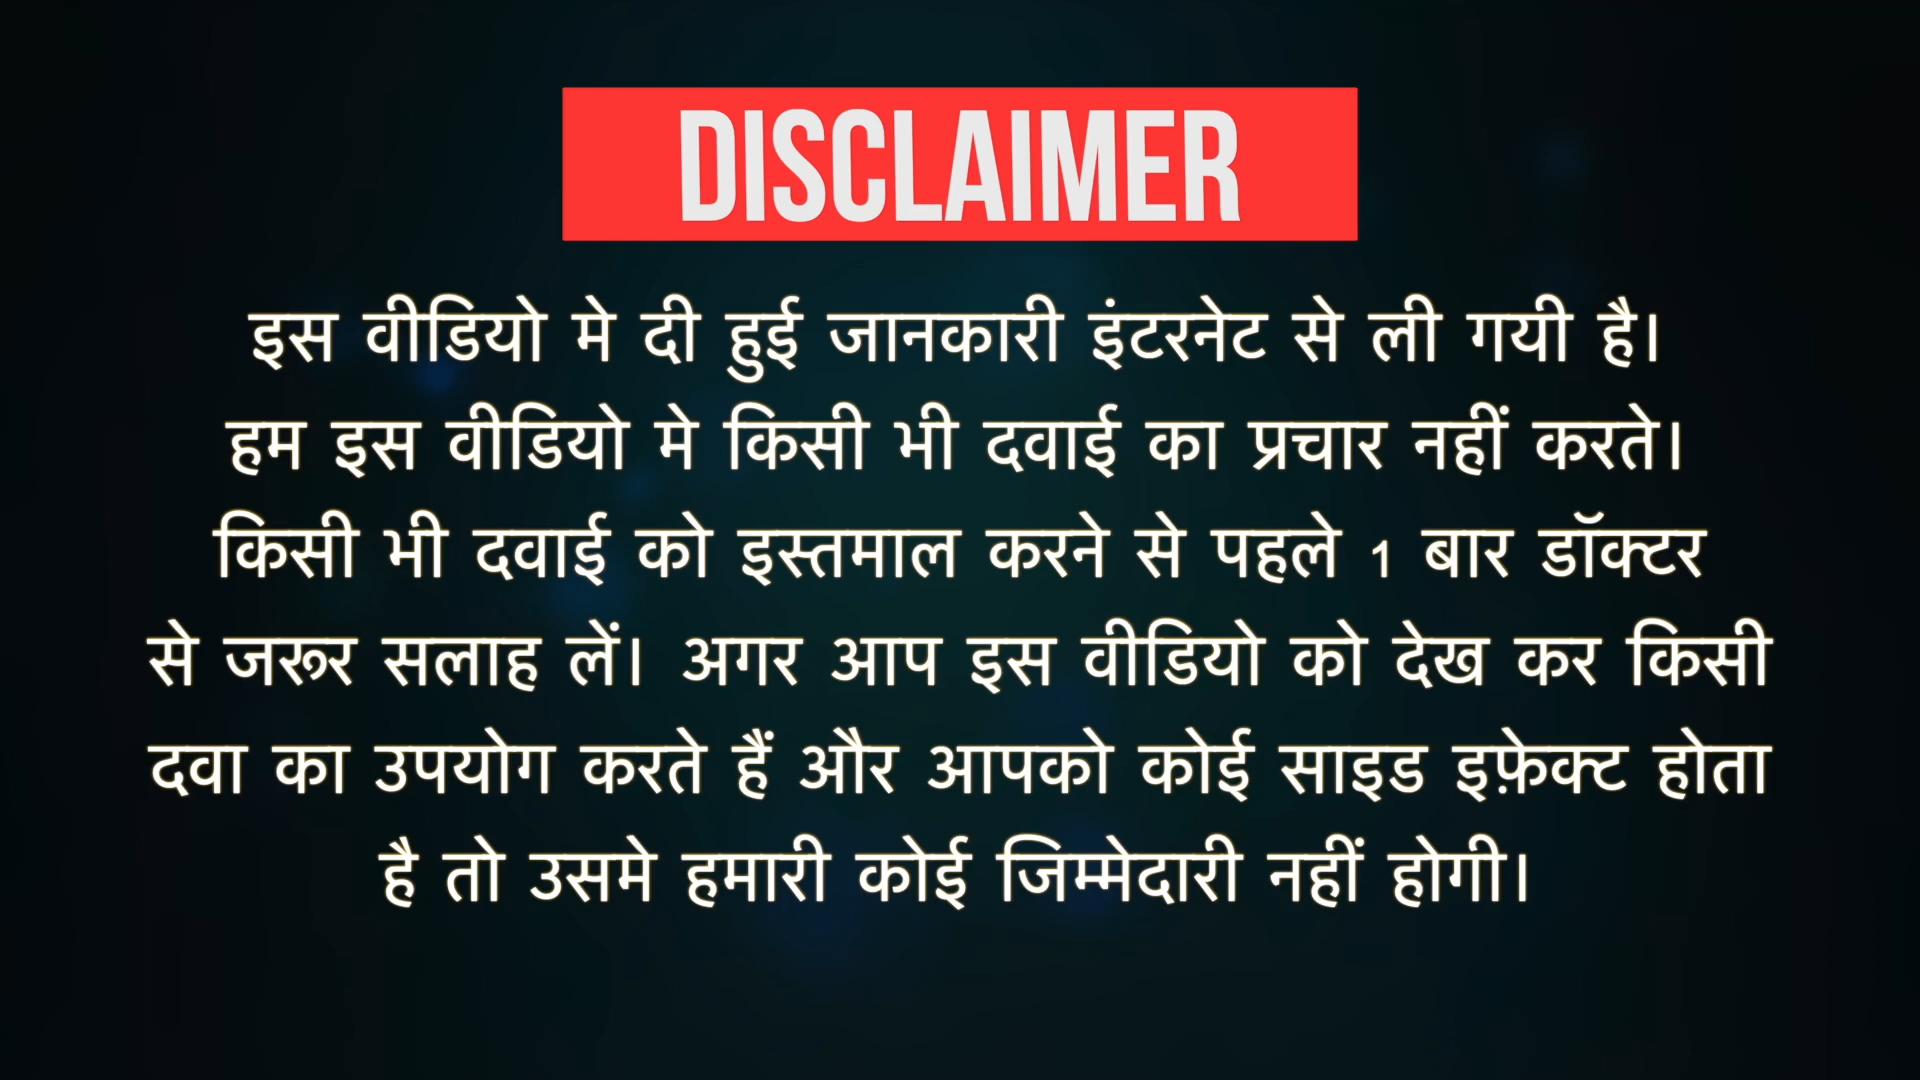 DISCLAIMER
इस वीडियो मे दी हुई जानकारी इंटरनेट से ली गयी है।
हम इस वीडियो मे किसी भी दवाई का प्रचार नहीं करते।
किसी भी दवाई को इस्तमाल करने से पहले 1 बार डॉक्टर
से जरूर सलाह लें। अगर आप इस वीडियो को देख कर किसी
दवा का उपयोग करते हैं और आपको कोई साइड इफ़ेक्ट होता
है तो उसमे हमारी कोई जिम्मेदारी नहीं होगी।